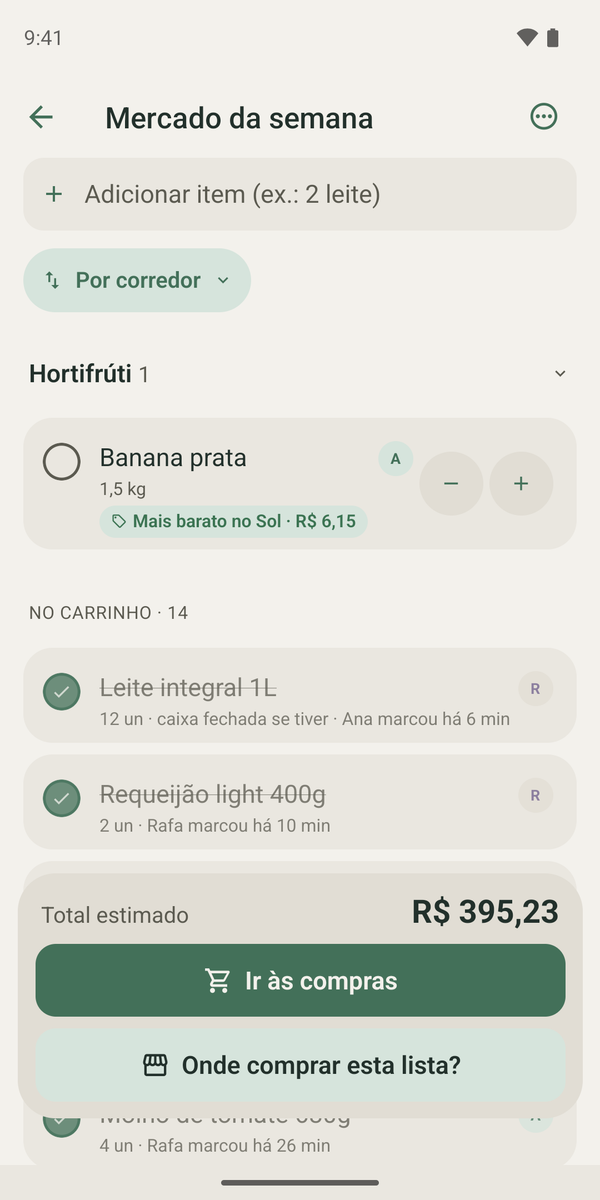 9:41
Mercado da semana
Adicionar item (ex.: 2 leite)
Por corredor
Hortifrúti 1
Banana prata
A
1,5 kg
Mais barato no Sol · R$ 6,15
NO CARRINHO · 14
Leite integral 1L
R
12 un · caixa fechada se tiver · Ana marcou há 6 min
Requeijão light 400g
R
2 un · Rafa marcou há 10 min
Total estimado
R$ 395,23
Ir às compras
Onde comprar esta lista?
Molho de tomate
4 un · Rafa marcou há 26 min